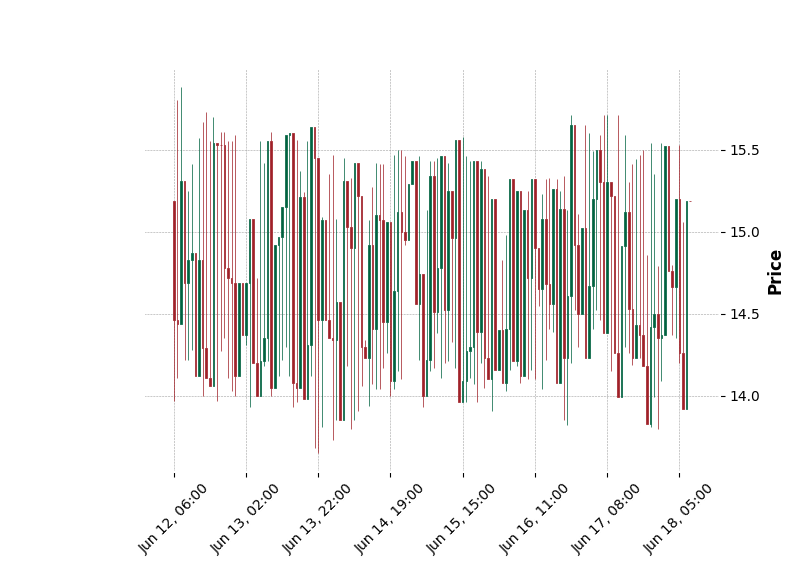 15.5
15.0
14.5
14.0
Price
Jun 12, 06:00
Jun 13, 02:00
Jun 13, 22:00
Jun 14, 19:00
Jun 15, 15:00
Jun 16, 11:00
Jun 17, 08:00
Jun 18, 05:00